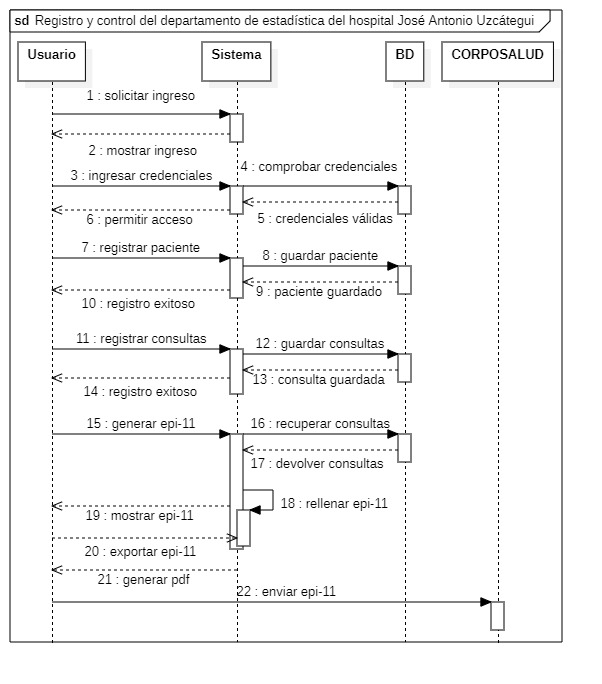 sd Registro y control del departamento de estadística del hospital José Antonio Uzcátegui
Usuario
Sistema
BD
CORPOSALUD
1 : solicitar ingreso
2 : mostrar ingreso
3 : ingresar credenciales
4 : comprobar credenciales
5 : credenciales válidas
6 : permitir acceso
7 : registrar paciente
8 : guardar paciente
9 : paciente guardado
10 : registro exitoso
11 : registrar consultas
12 : guardar consultas
13 : consulta guardada
14 : registro exitoso
15 : generar epi-11
16 : recuperar consultas
17 : devolver consultas
18 : rellenar epi-11
19 : mostrar epi-11
20 : exportar epi-11
21 : generar pdf
22 : enviar epi-11